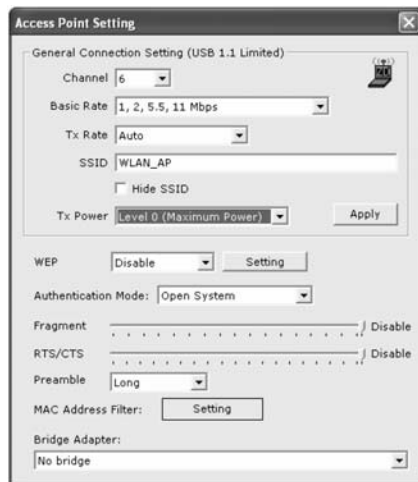 Access Point Setting
General Connection Setting (USB 1.1 Limited)
Channel 6
Basic Rate 1, 2, 5.5, 11 Mbps
Tx Rate Auto
SSID WLAN_AP
Hide SSID
Tx Power Level 0 (Maximum Power) Apply
WEP Disable Setting
Authentication Mode: Open System
Fragment Disable
RTS/CTS Disable
Preamble Long
MAC Address Filter: Setting
Bridge Adapter:
No bridge